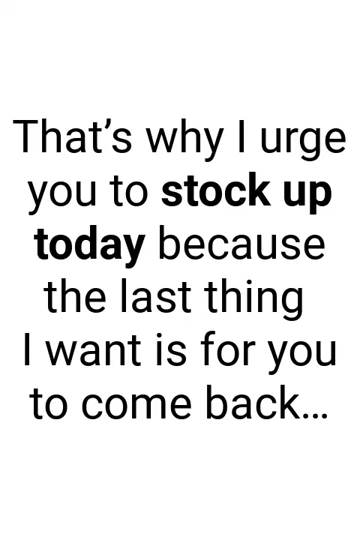 That’s why I urge
you to stock up
today because
the last thing
I want is for you
to come back...